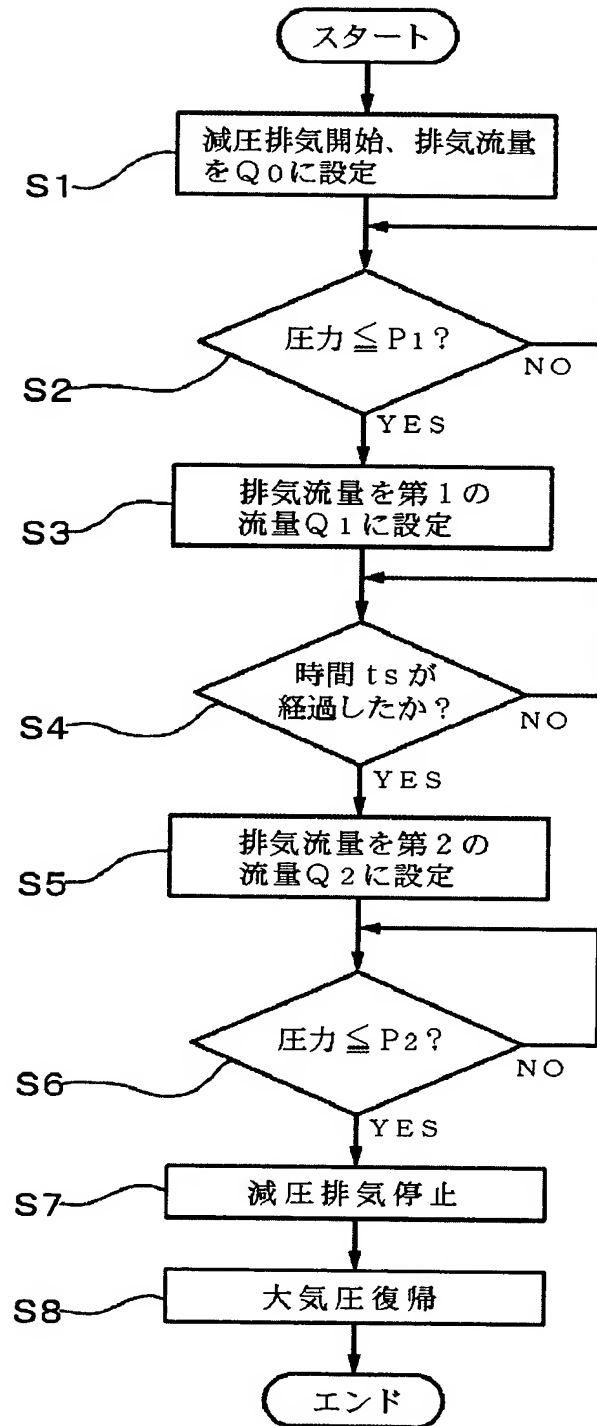 スタート
減圧排気開始、排気流量
をQ0に設定
S1
圧力≦P1?
S2
NO
YES
排気流量を第1の
流量Q1に設定
S3
時間tsが
経過したか?
S4
NO
YES
排気流量を第2の
流量Q2に設定
S5
圧力≦P2?
S6
NO
YES
減圧排気停止
S7
大気圧復帰
S8
エンド